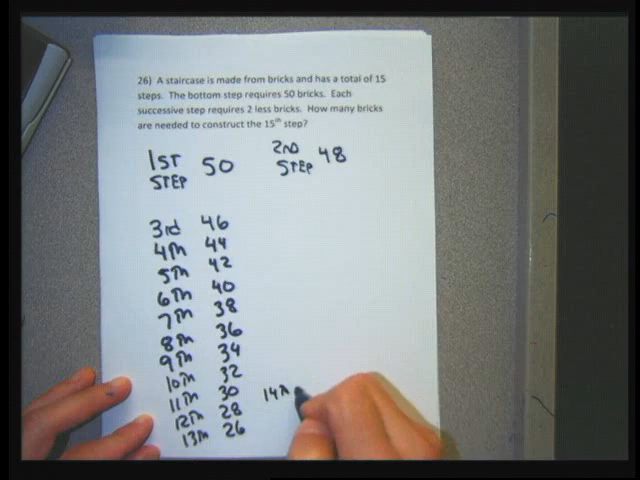 26) A staircase is made from bricks and has a total of 15
steps. The bottom step requires 50 bricks. Each
successive step requires 2 less bricks. How many bricks
are needed to construct the 15th step?
1ST STEP 50
2ND STEP 48
3rd 46
4th 44
5th 42
6th 40
7th 38
8th 36
9th 34
10th 32
11th 30
12th 28
13th 26
14th